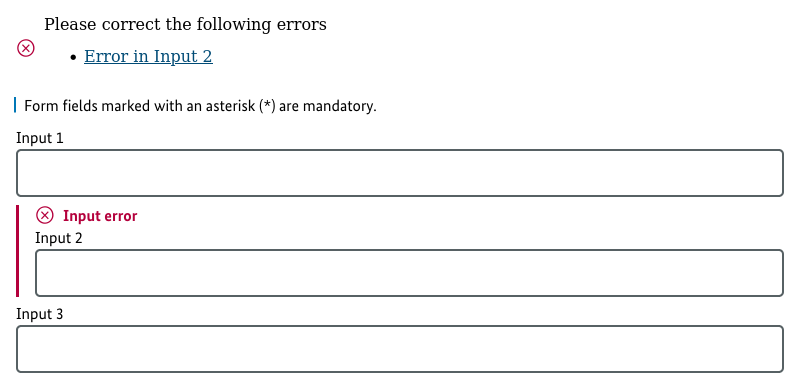 Please correct the following errors
• Error in Input 2
Form fields marked with an asterisk (*) are mandatory.
Input 1
Input error
Input 2
Input 3